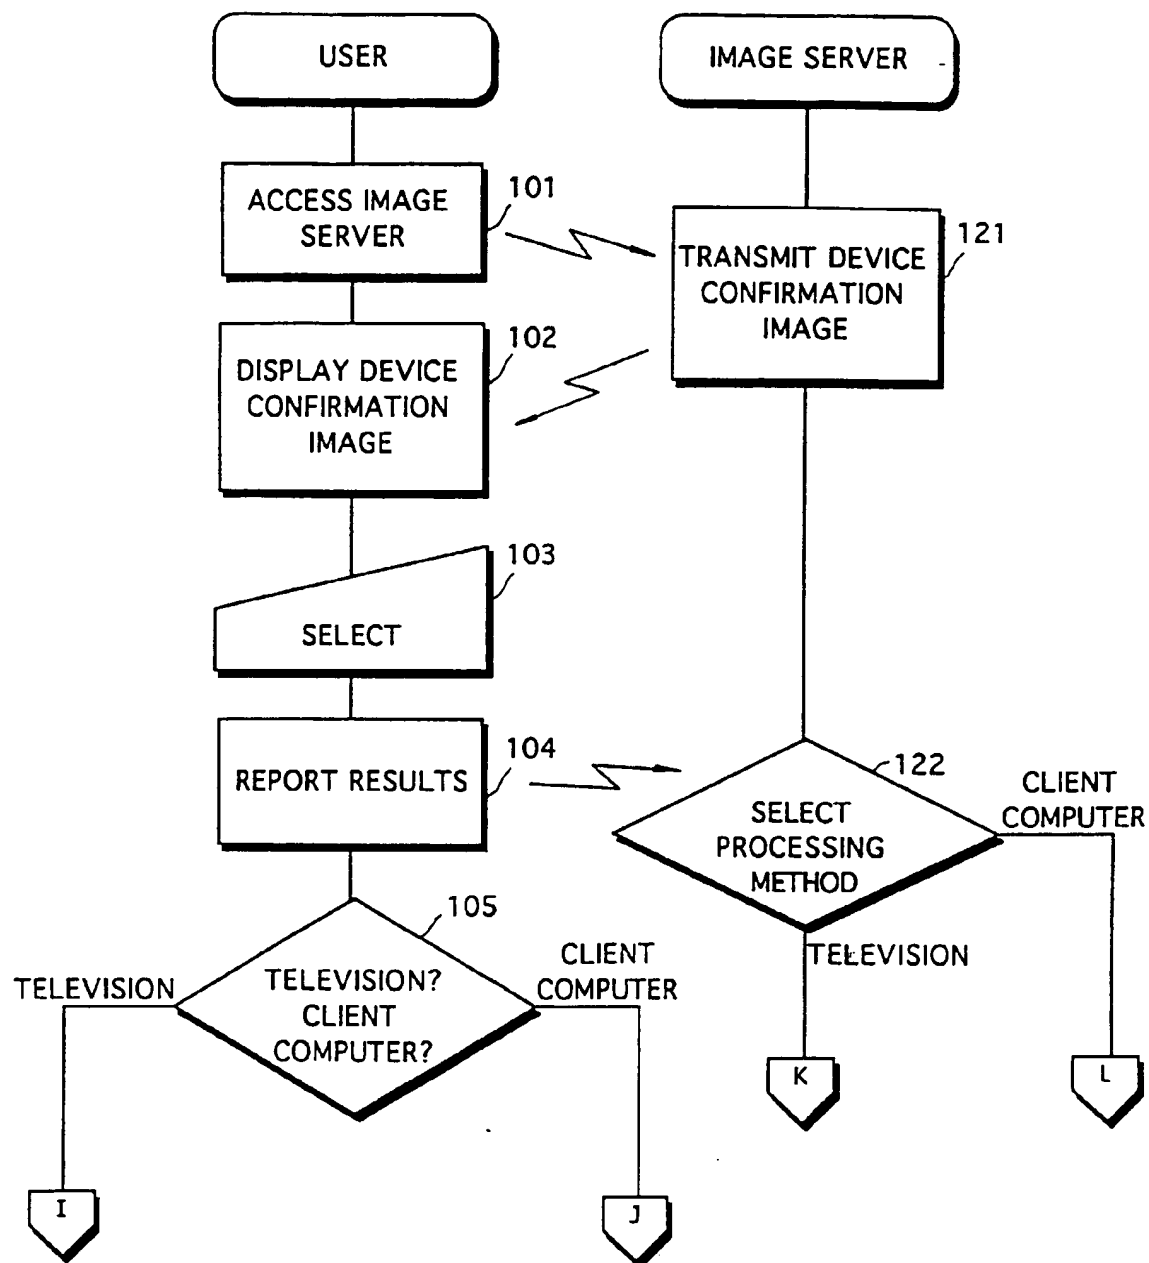 USER
IMAGE SERVER
ACCESS IMAGE
SERVER
101
TRANSMIT DEVICE
CONFIRMATION
IMAGE
121
DISPLAY DEVICE
CONFIRMATION
IMAGE
102
SELECT
103
REPORT RESULTS
104
SELECT
PROCESSING
METHOD
122
CLIENT
COMPUTER
TELEVISION
TELEVISION?
CLIENT
COMPUTER?
105
TELEVISION
CLIENT
COMPUTER
K
L
I
J